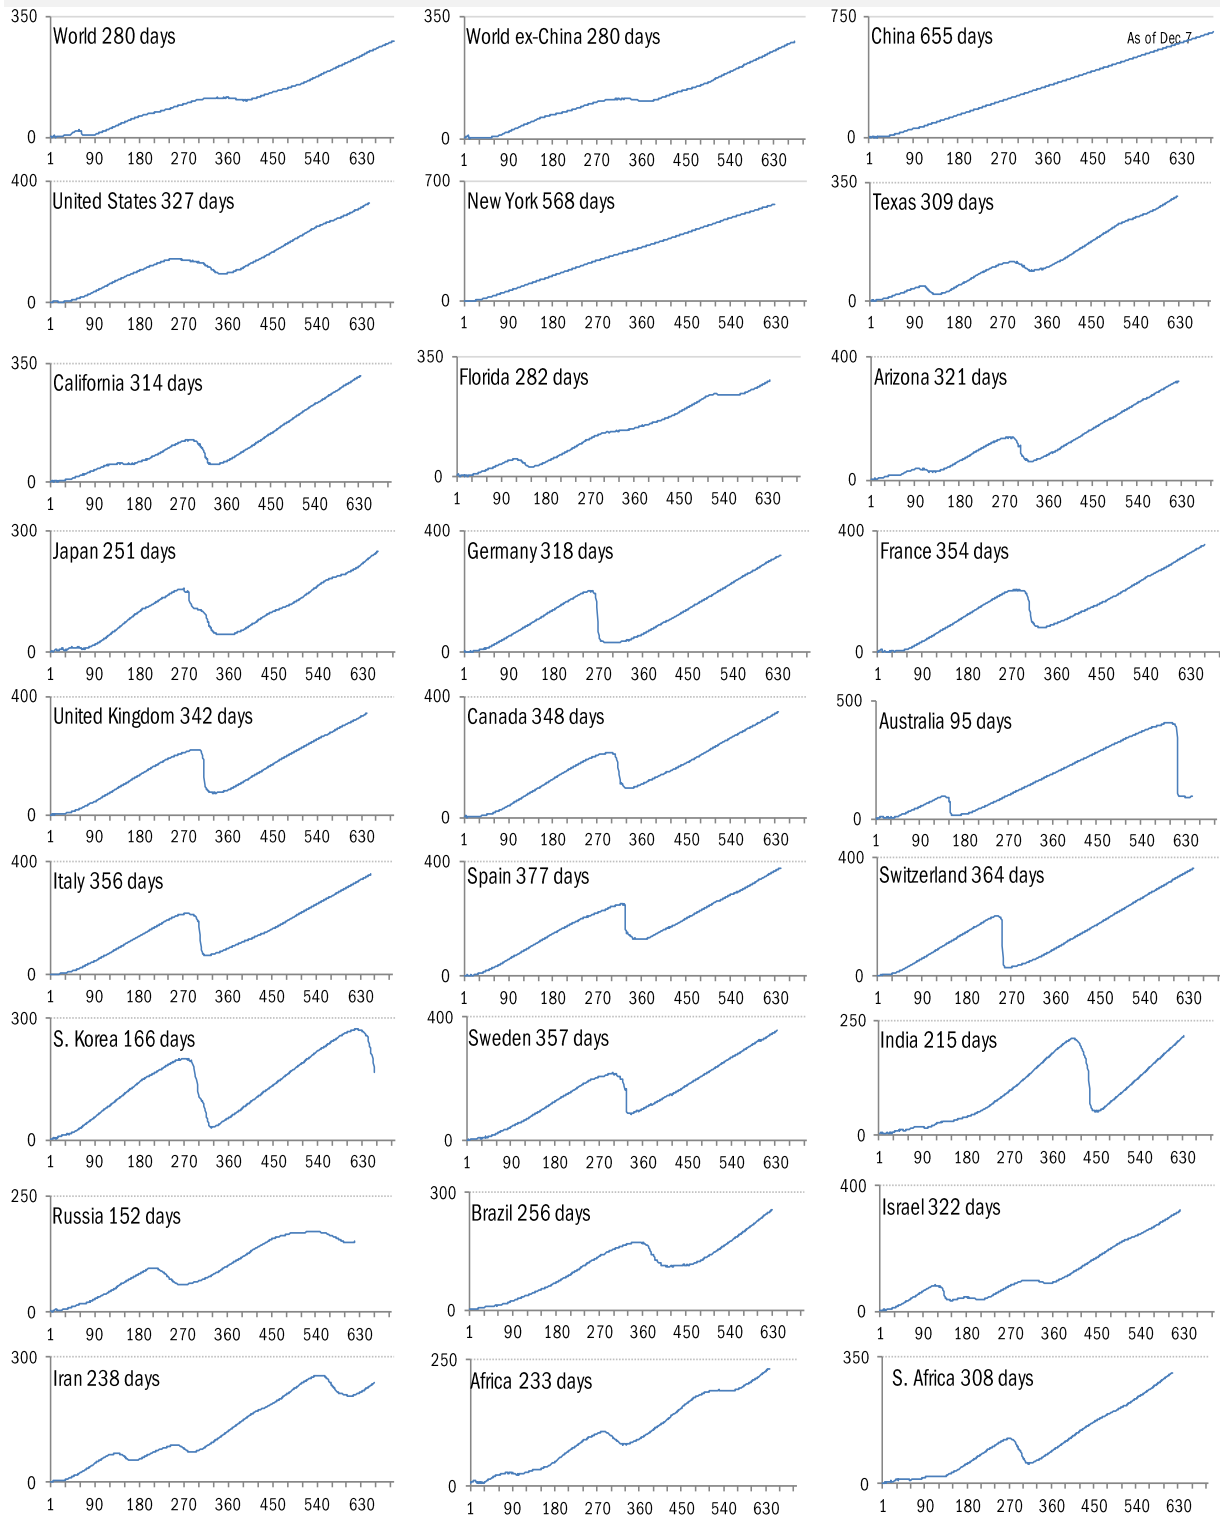 350 World 280 days 0
1 90 180 270 360 450 540 630
350 World ex-China 280 days 0
1 90 180 270 360 450 540 630
750 China 655 days As of Dec 7 0
1 90 180 270 360 450 540 630
400 United States 327 days 0
1 90 180 270 360 450 540 630
700 New York 568 days 0
1 90 180 270 360 450 540 630
350 Texas 309 days 0
1 90 180 270 360 450 540 630
350 California 314 days 0
1 90 180 270 360 450 540 630
350 Florida 282 days 0
1 90 180 270 360 450 540 630
400 Arizona 321 days 0
1 90 180 270 360 450 540 630
300 Japan 251 days 0
1 90 180 270 360 450 540 630
400 Germany 318 days 0
1 90 180 270 360 450 540 630
400 France 354 days 0
1 90 180 270 360 450 540 630
400 United Kingdom 342 days 0
1 90 180 270 360 450 540 630
400 Canada 348 days 0
1 90 180 270 360 450 540 630
500 Australia 95 days 0
1 90 180 270 360 450 540 630
400 Italy 356 days 0
1 90 180 270 360 450 540 630
400 Spain 377 days 0
1 90 180 270 360 450 540 630
400 Switzerland 364 days 0
1 90 180 270 360 450 540 630
300 S. Korea 166 days 0
1 90 180 270 360 450 540 630
400 Sweden 357 days 0
1 90 180 270 360 450 540 630
250 India 215 days 0
1 90 180 270 360 450 540 630
250 Russia 152 days 0
1 90 180 270 360 450 540 630
300 Brazil 256 days 0
1 90 180 270 360 450 540 630
400 Israel 322 days 0
1 90 180 270 360 450 540 630
300 Iran 238 days 0
1 90 180 270 360 450 540 630
250 Africa 233 days 0
1 90 180 270 360 450 540 630
350 S. Africa 308 days 0
1 90 180 270 360 450 540 630